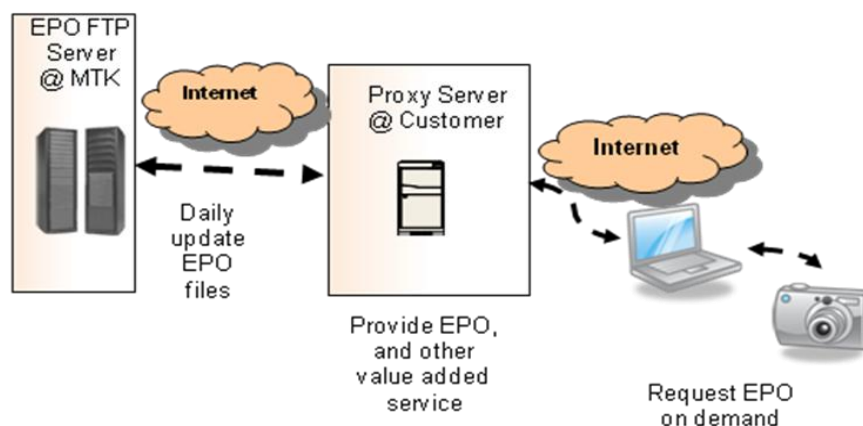 EPO FTP
Server
@ MTK
Internet
Proxy Server
@ Customer
Internet
Daily
update
EPO
files
Provide EPO,
and other
value added
service
Request EPO
on demand